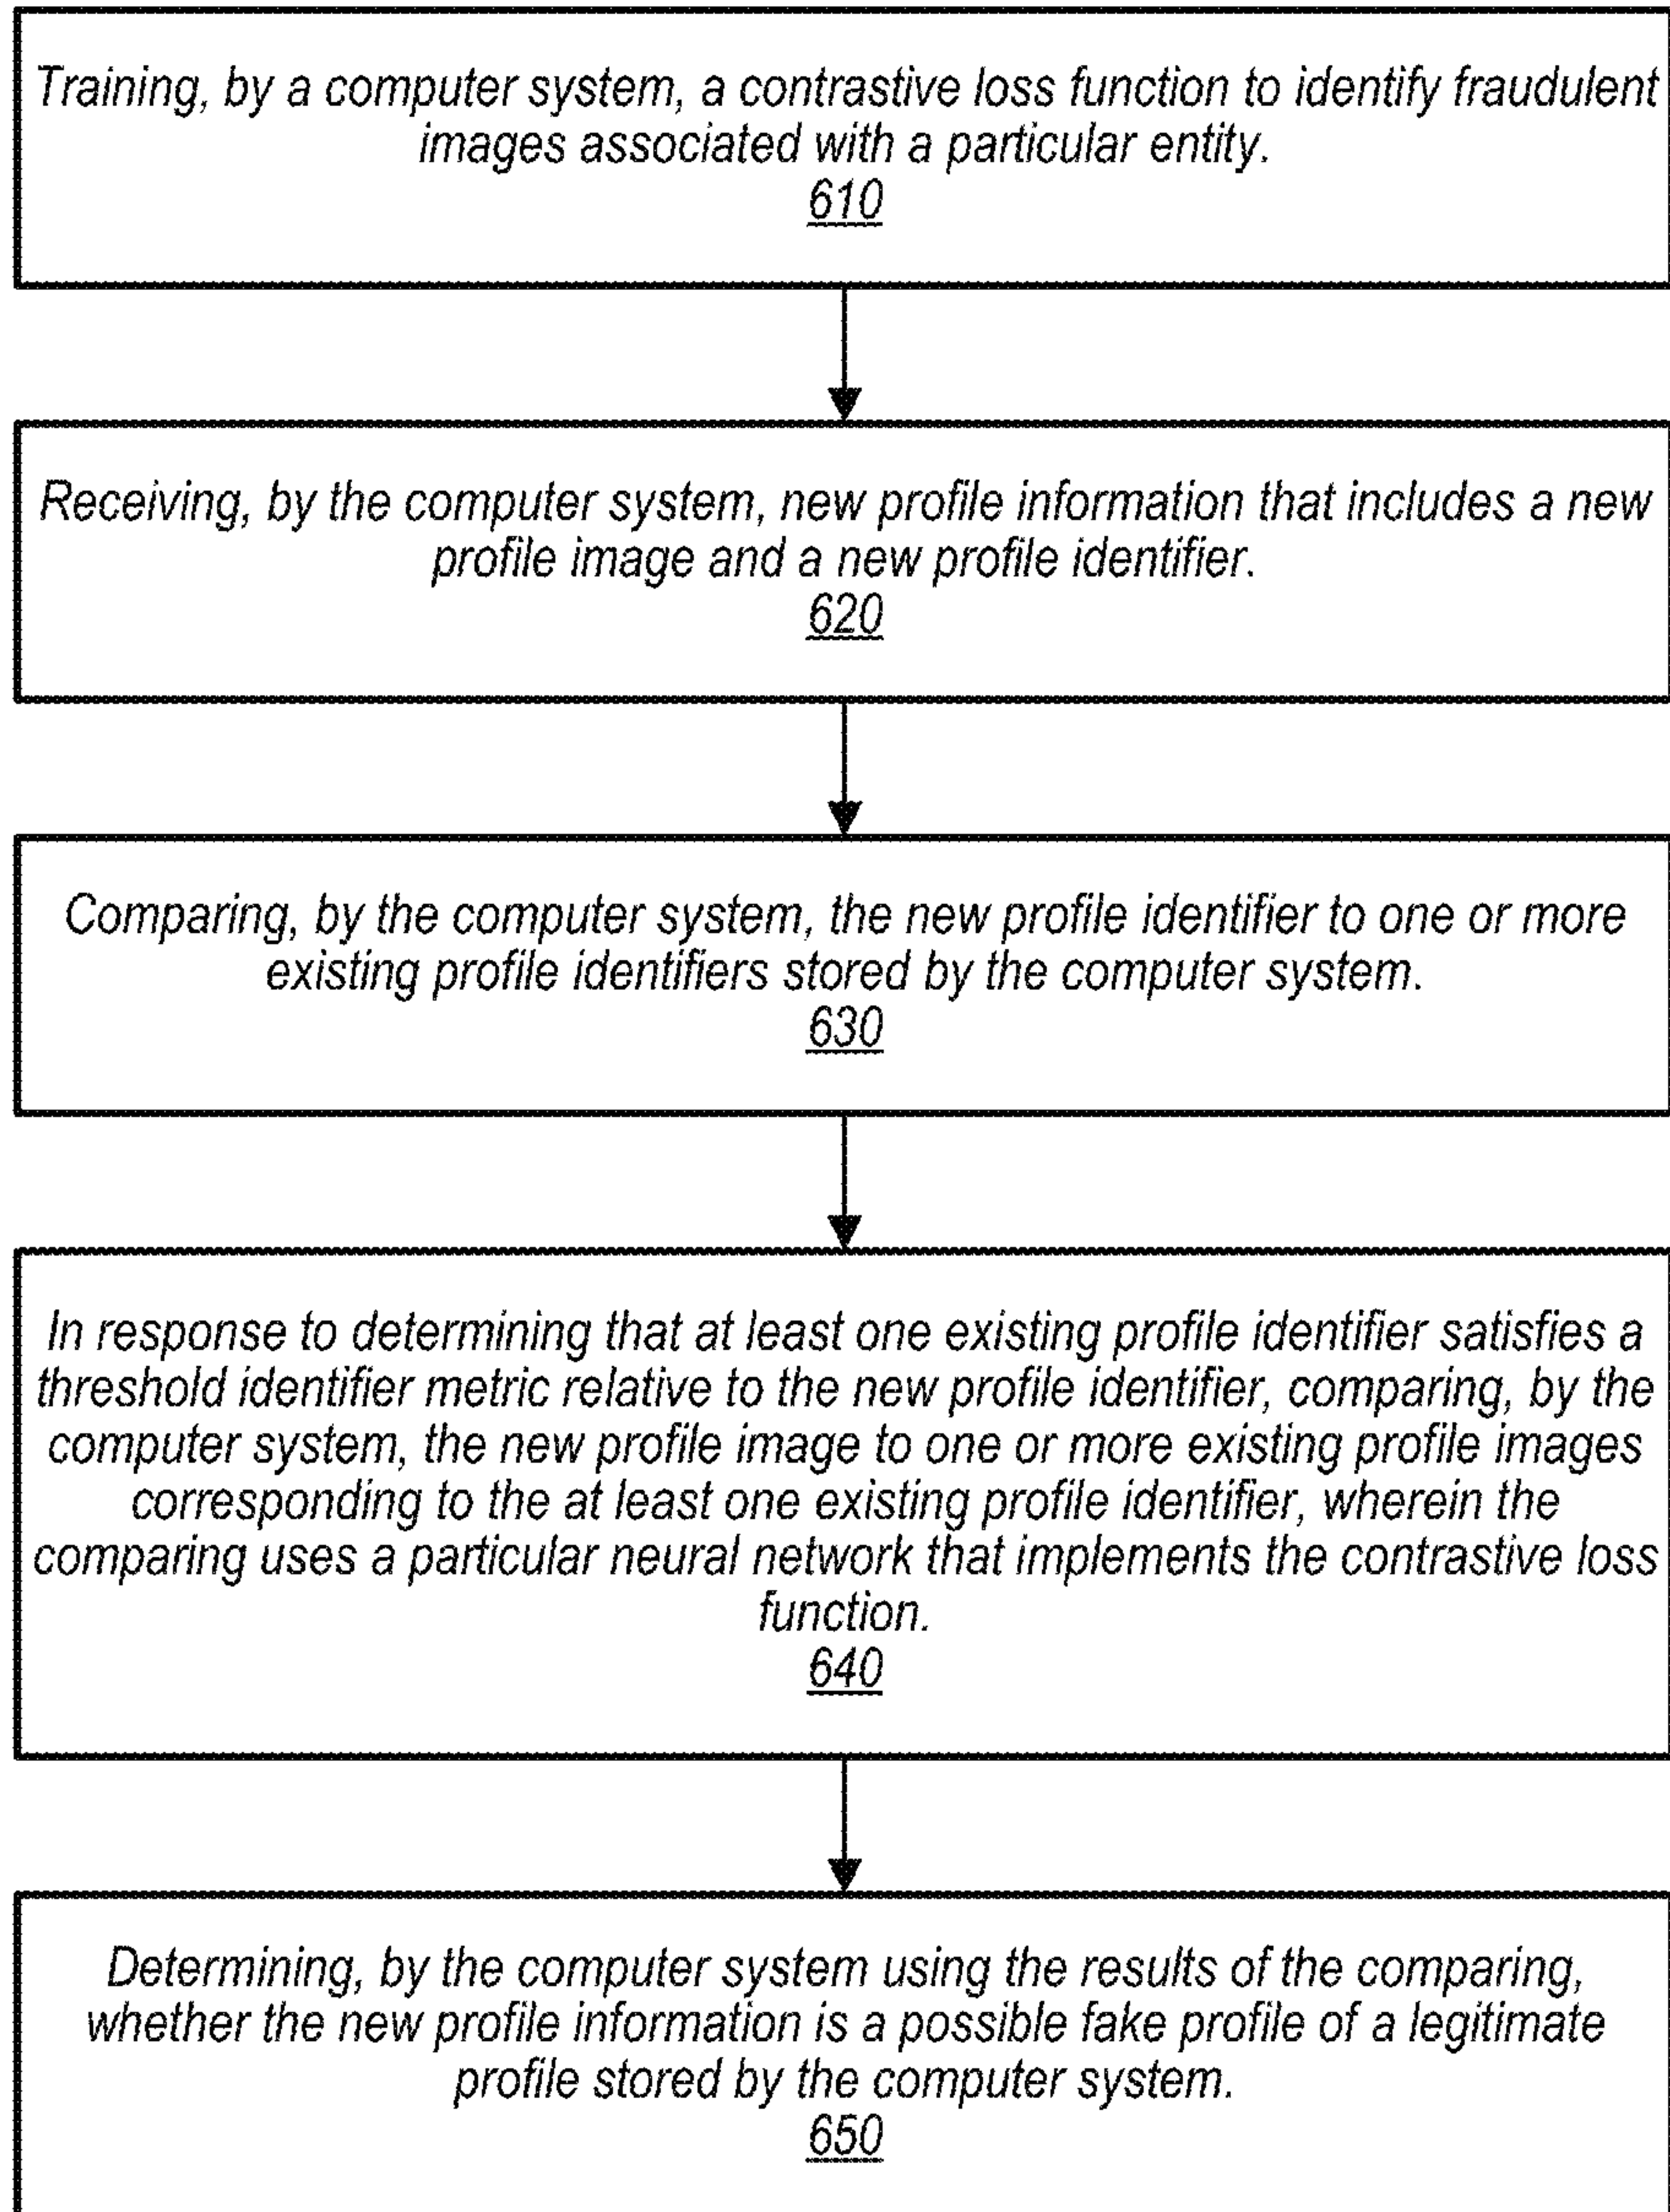 Training, by a computer system, a contrastive loss function to identify fraudulent
images associated with a particular entity.
610
Receiving, by the computer system, new profile information that includes a new
profile image and a new profile identifier.
620
Comparing, by the computer system, the new profile identifier to one or more
existing profile identifiers stored by the computer system.
630
In response to determining that at least one existing profile identifier satisfies a
threshold identifier metric relative to the new profile identifier, comparing, by the
computer system, the new profile image to one or more existing profile images
corresponding to the at least one existing profile identifier, wherein the
comparing uses a particular neural network that implements the contrastive loss
function.
640
Determining, by the computer system using the results of the comparing,
whether the new profile information is a possible fake profile of a legitimate
profile stored by the computer system.
650